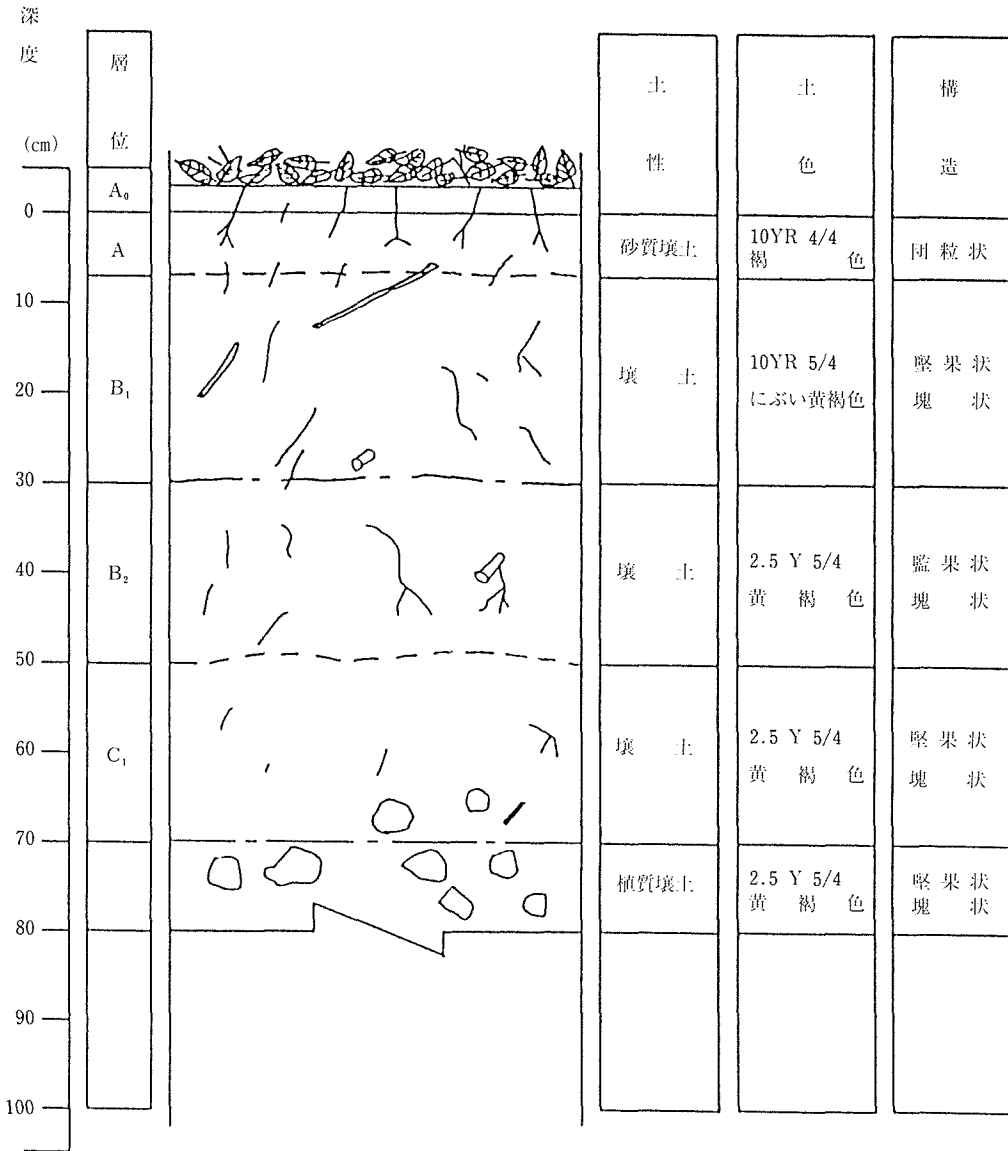 深度
(cm)
0
10
20
30
40
50
60
70
80
90
100
層位
A₀
A
B₁
B₂
C₁
土性
砂質壌土
壌土
壌土
壌土
植質壌土
土色
10YR 4/4
褐色
10YR 5/4
にぶい黄褐色
2.5 Y 5/4
黄褐色
2.5 Y 5/4
黄褐色
2.5 Y 5/4
黄褐色
構造
団粒状
堅果状
塊状
監果状
塊状
堅果状
塊状
堅果状
塊状